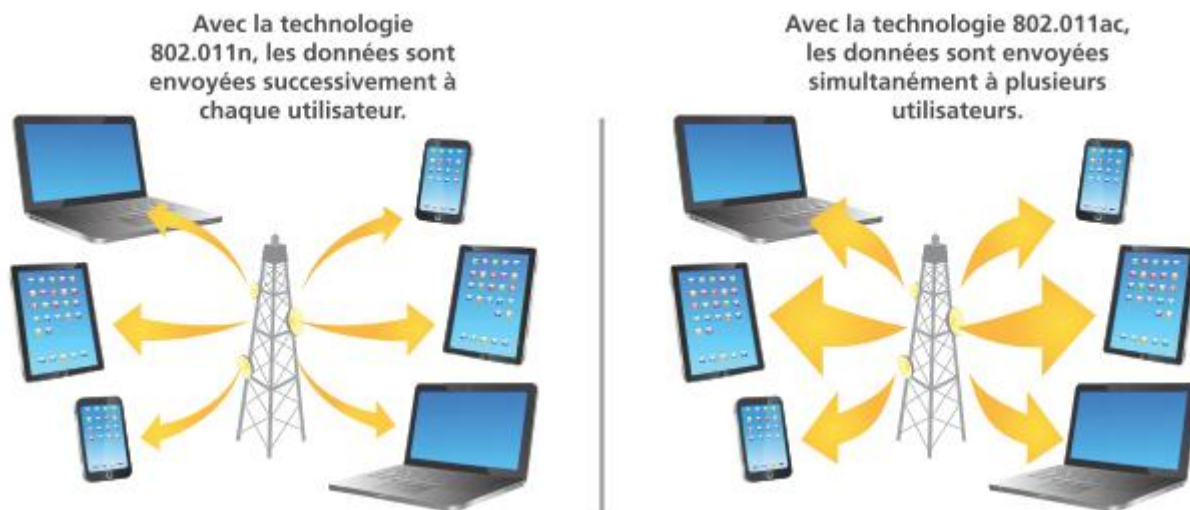 Avec la technologie
802.011n, les données sont
envoyées successivement à
chaque utilisateur.
Avec la technologie 802.011ac,
les données sont envoyées
simultanément à plusieurs
utilisateurs.